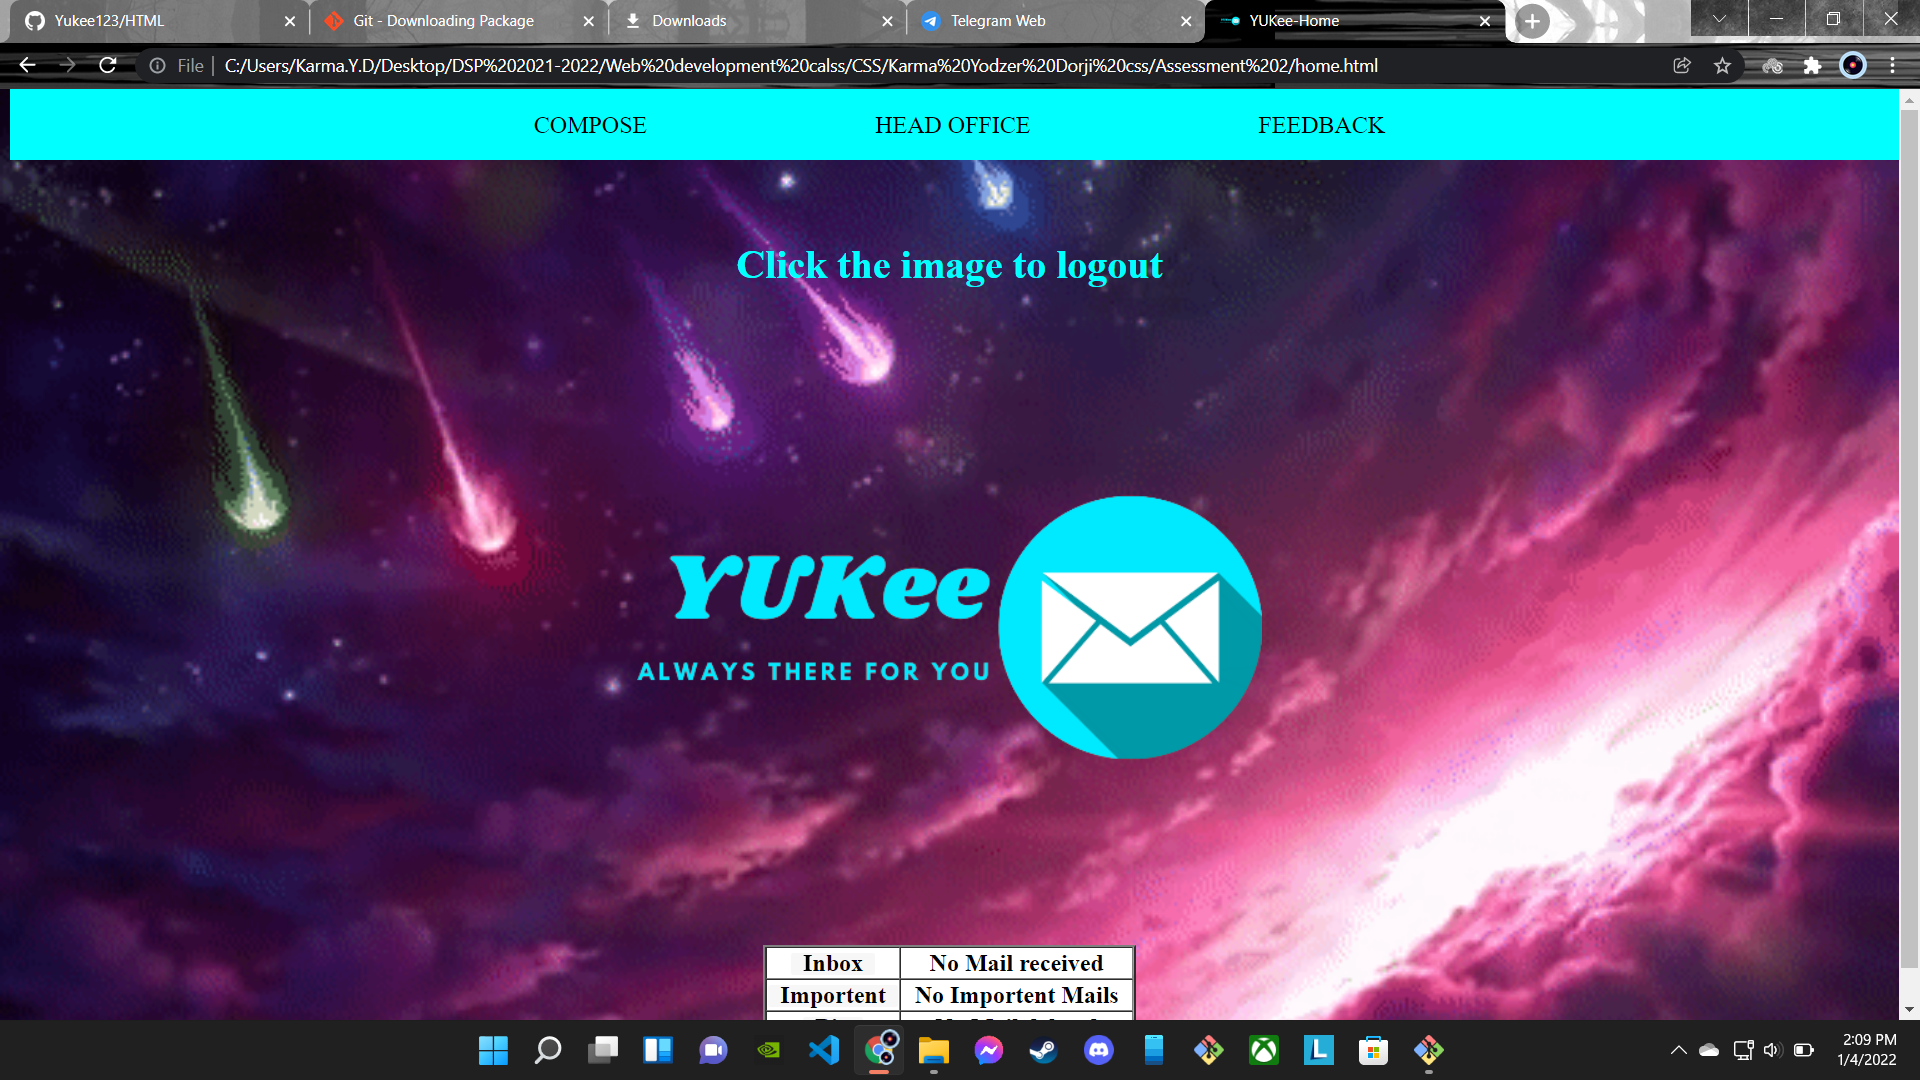 Yukee123/HTML
Git - Downloading Package
Downloads
Telegram Web
YUKee-Home
File
C:/Users/Karma.Y.D/Desktop/DSP%202021-2022/Web%20development%20calss/CSS/Karma%20Yodzer%20Dorji%20css/Assessment%202/home.html
COMPOSE
HEAD OFFICE
FEEDBACK
Click the image to logout
YUKee
ALWAYS THERE FOR YOU
Inbox No Mail received
Importent No Importent Mails
2:09 PM
1/4/2022